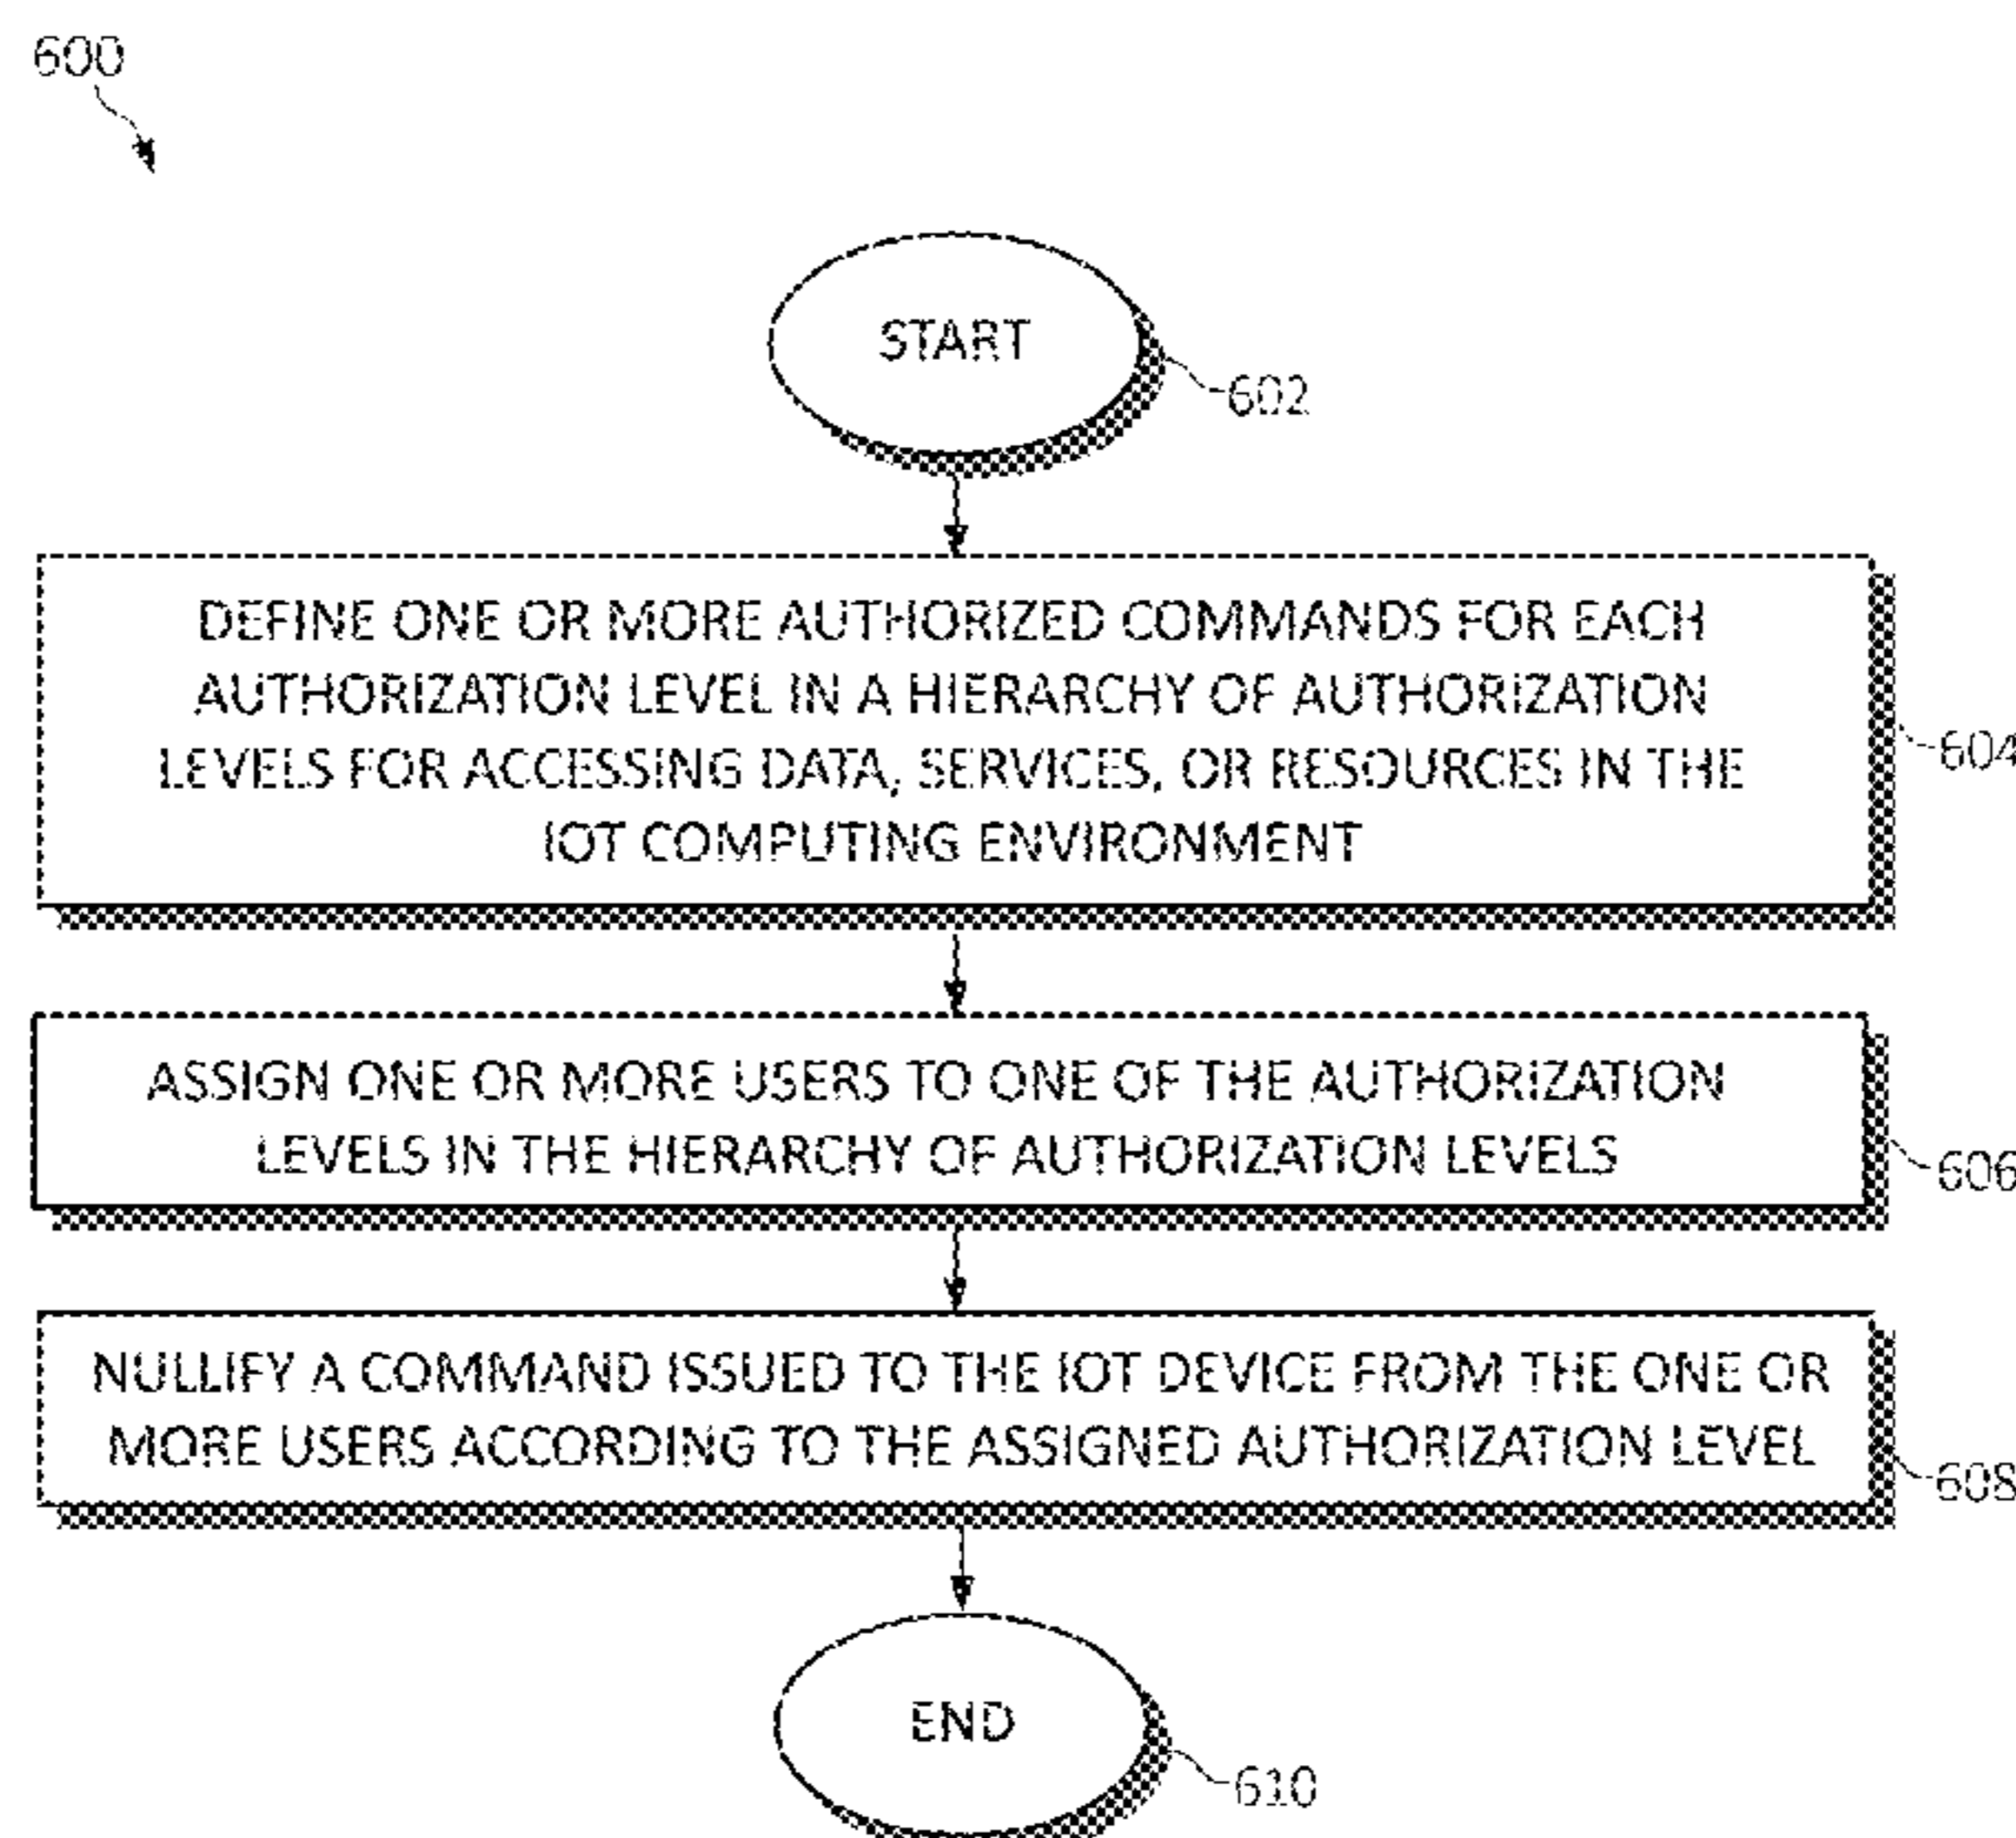 600
START
602
DEFINE ONE OR MORE AUTHORIZED COMMANDS FOR EACH
AUTHORIZATION LEVEL IN A HIERARCHY OF AUTHORIZATION
LEVELS FOR ACCESSING DATA, SERVICES, OR RESOURCES IN THE
IOT COMPUTING ENVIRONMENT
604
ASSIGN ONE OR MORE USERS TO ONE OF THE AUTHORIZATION
LEVELS IN THE HIERARCHY OF AUTHORIZATION LEVELS
606
NULLIFY A COMMAND ISSUED TO THE IOT DEVICE FROM THE ONE OR
MORE USERS ACCORDING TO THE ASSIGNED AUTHORIZATION LEVEL
608
END
610